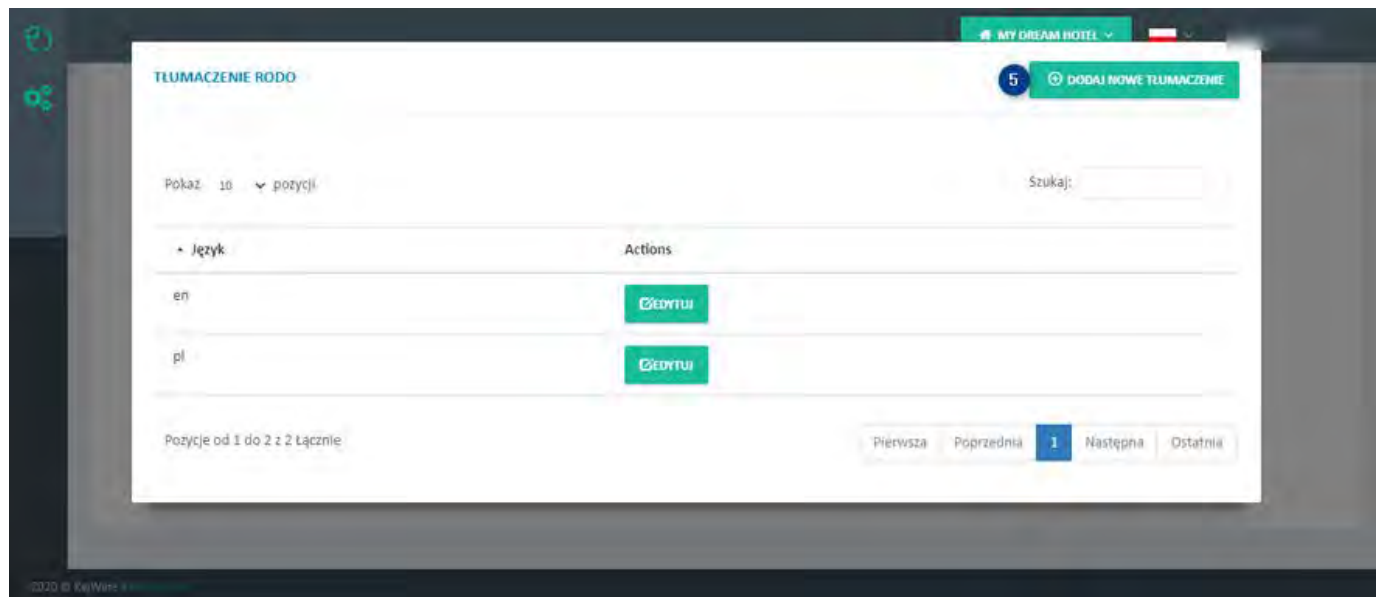 MY DREAM HOTEL
TŁUMACZENIE RODO
5 DODAJ NOWE TŁUMACZENIE
Pokaż 10 pozycji
Szukaj:
Język Actions
en EDYTUJ
pl EDYTUJ
Pozycje od 1 do 2 z 2 Łącznie
Pierwsza Poprzednia 1 Następna Ostatnia
2020 ©